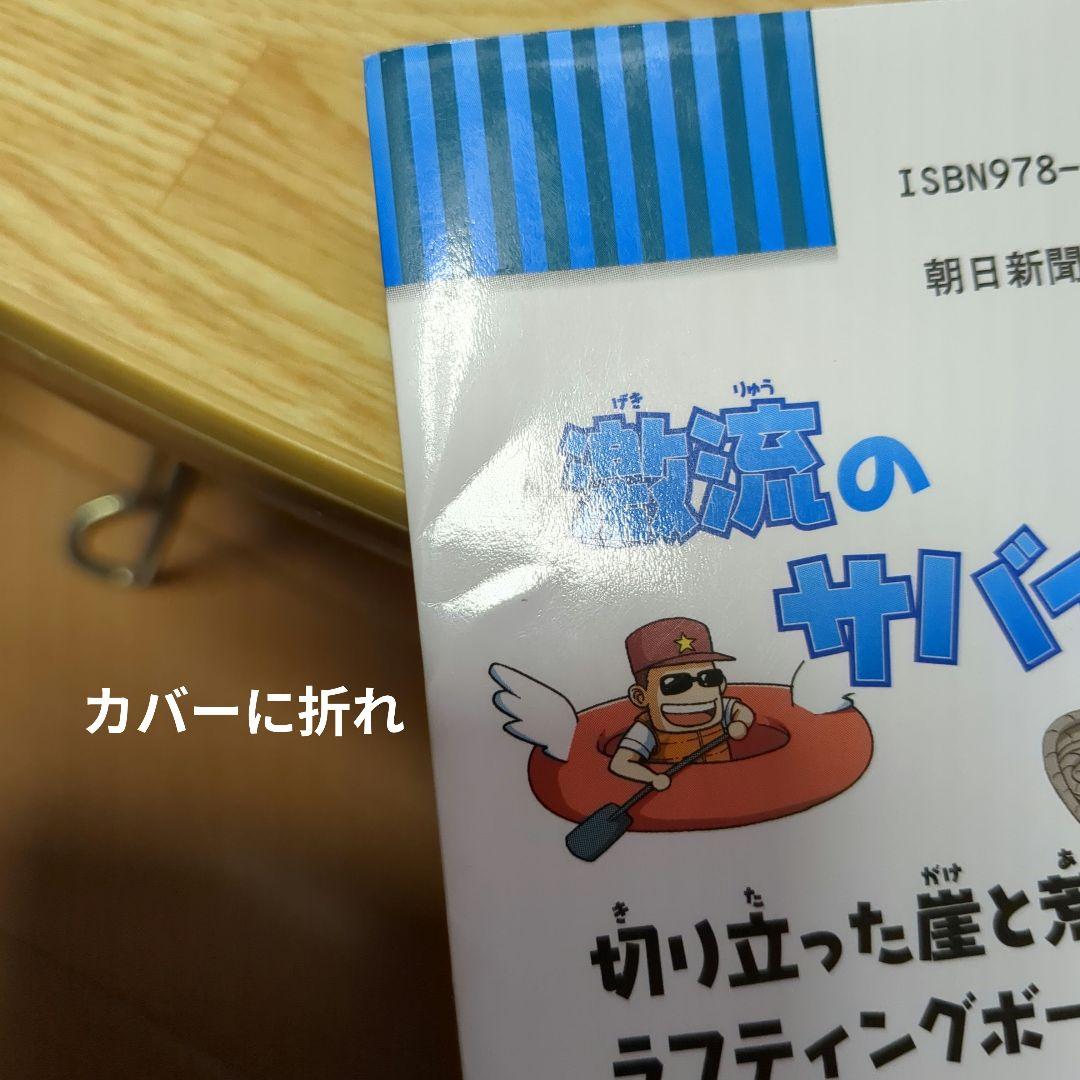 ISBN978-
朝日新聞
げき りゅう
激流の
サバー
カバーに折れ
き た がけ あ
切り立った崖と荒
ラフティングボー